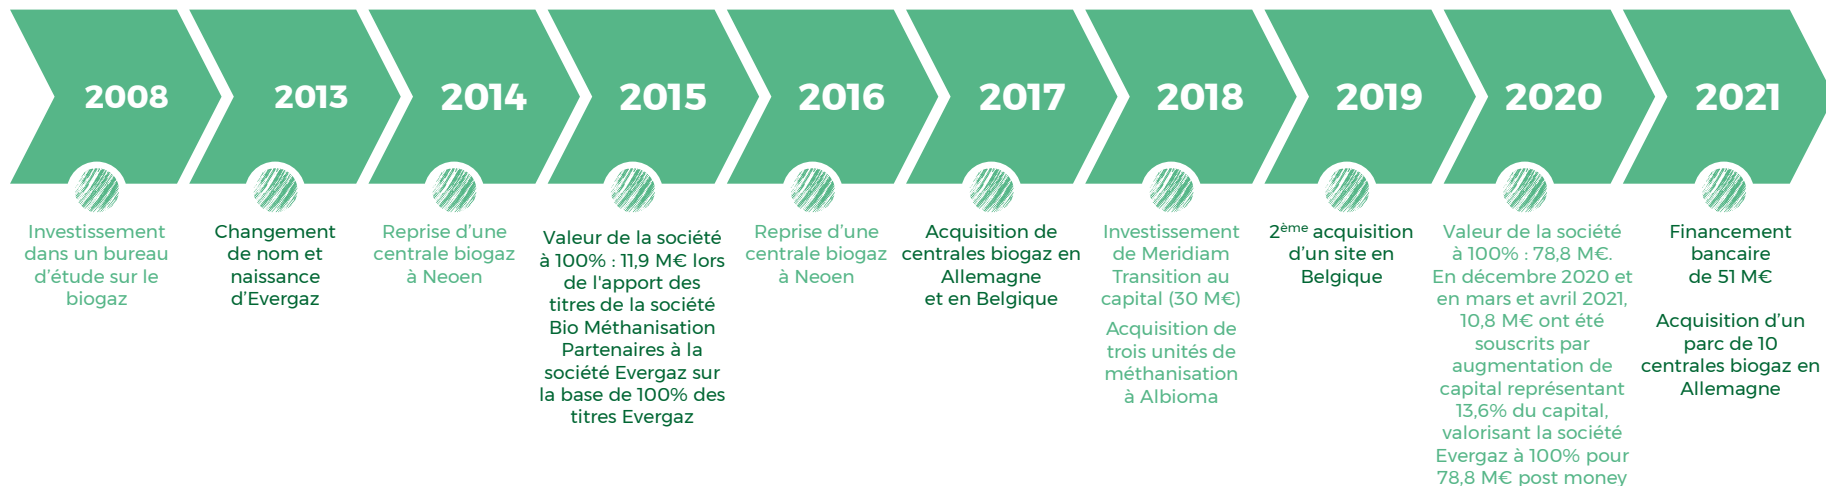 2008
2013
2014
2015
2016
2017
2018
2019
2020
2021
Investissement
dans un bureau
d’étude sur le
biogaz
Changement
de nom et
naissance
d’Evergaz
Reprise d’une
centrale biogaz
à Neoen
Valeur de la société
à 100% : 11,9 M€ lors
de l'apport des
titres de la société
Bio Méthanisation
Partenaires à la
société Evergaz sur
la base de 100% des
titres Evergaz
Reprise d’une
centrale biogaz
à Neoen
Acquisition de
centrales biogaz en
Allemagne
et en Belgique
Investissement
de Meridiam
Transition au
capital (30 M€)
Acquisition de
trois unités de
méthanisation
à Albioma
2ème acquisition
d’un site en
Belgique
Valeur de la société
à 100% : 78,8 M€.
En décembre 2020 et
en mars et avril 2021,
10,8 M€ ont été
souscrits par
augmentation de
capital représentant
13,6% du capital,
valorisant la société
Evergaz à 100% pour
78,8 M€ post money
Financement
bancaire
de 51 M€
Acquisition d’un
parc de 10
centrales biogaz en
Allemagne